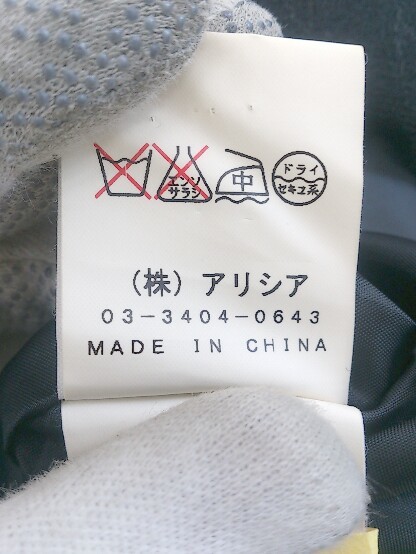 エンソ
サラシ
中
ドライ
セキユ系
(株) アリシア
03-3404-0643
MADE IN CHINA